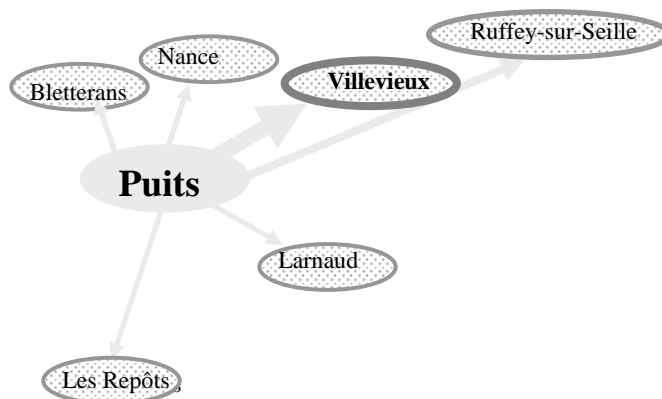 Ruffey-sur-Seille
Nance
Villevieux
Bletterans
Puits
Larnaud
Les Repôts